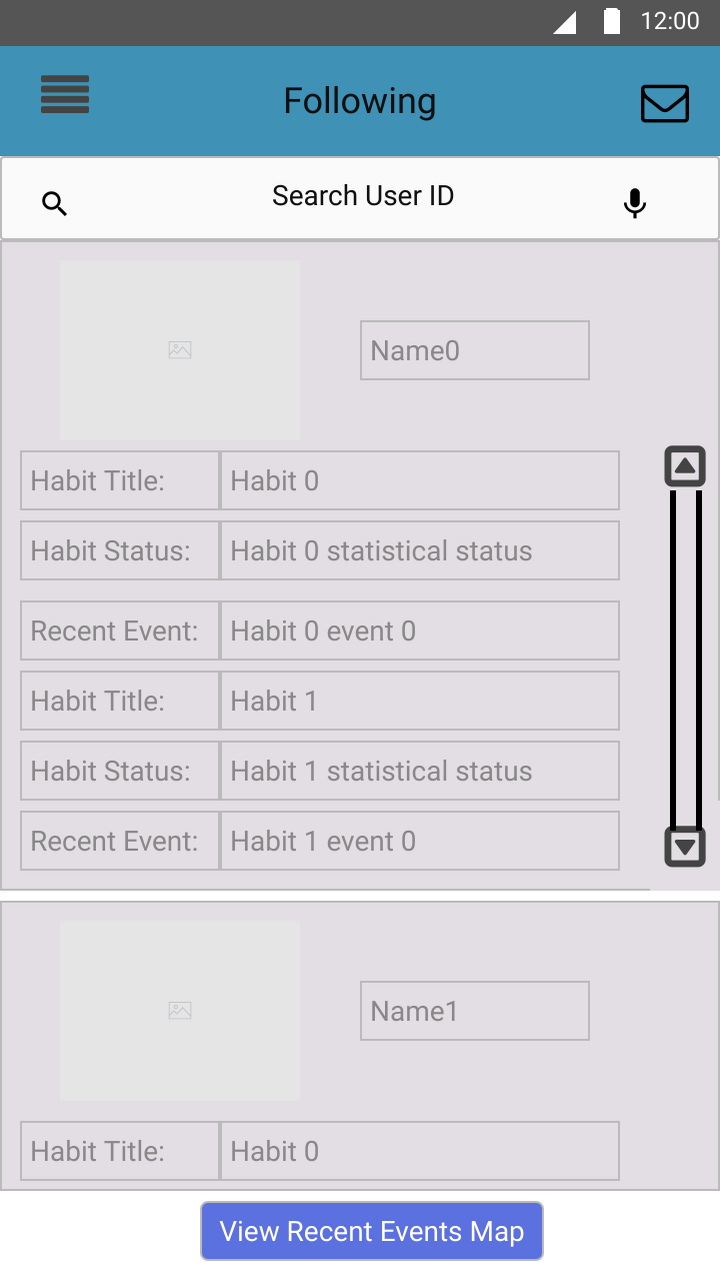 12:00
Following
Search User ID
Name0
Habit Title: Habit 0
Habit Status: Habit 0 statistical status
Recent Event: Habit 0 event 0
Habit Title: Habit 1
Habit Status: Habit 1 statistical status
Recent Event: Habit 1 event 0
Name1
Habit Title: Habit 0
View Recent Events Map